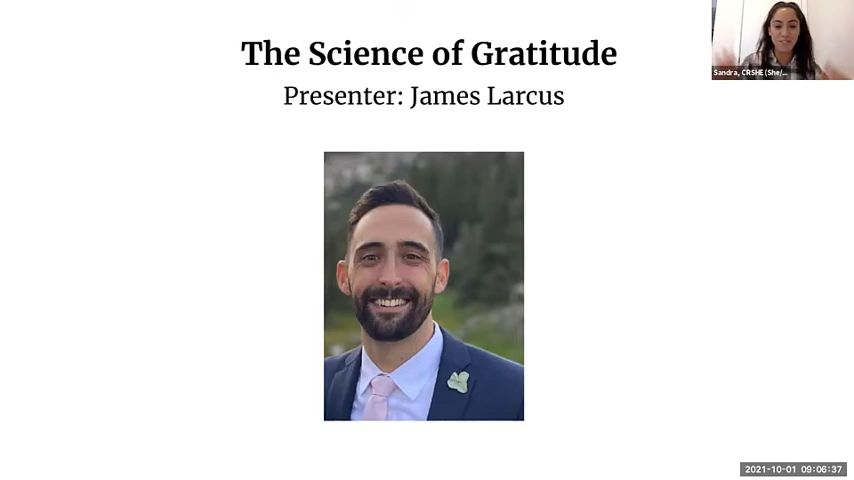 The Science of Gratitude
Presenter: James Larcus
Sandra, CRSHE (She/...
2021-10-01 09:06:37